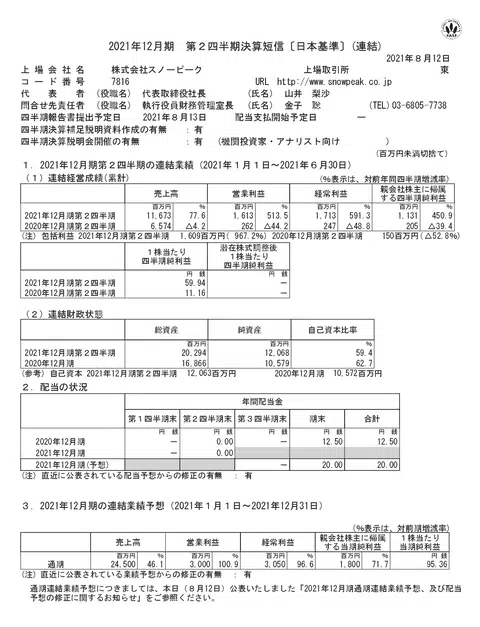 2021年12月期 第2四半期決算短信〔日本基準〕(連結)
2021年8月12日
上場会社名 株式会社スノーピーク 上場取引所 東
コード番号 7816 URL http://www.snowpeak.co.jp
代表者 (役職名) 代表取締役社長 (氏名) 山井 梨沙
問合せ先責任者 (役職名) 執行役員財務管理室長 (氏名) 金子 聡 (TEL)03-6805-7738
四半期報告書提出予定日 2021年8月13日 配当支払開始予定日 ―
四半期決算補足説明資料作成の有無 : 有
四半期決算説明会開催の有無 : 有 (機関投資家・アナリスト向け )
(百万円未満切捨て)
1.2021年12月期第2四半期の連結業績(2021年1月1日~2021年6月30日)
(1)連結経営成績(累計) (%表示は、対前年同四半期増減率)
売上高 営業利益 経常利益 親会社株主に帰属する四半期純利益
百万円 % 百万円 % 百万円 % 百万円 %
2021年12月期第2四半期 11,673 77.6 1,613 513.5 1,713 591.3 1,131 450.9
2020年12月期第2四半期 6,574 △4.2 262 △44.2 247 △48.8 205 △39.4
(注) 包括利益 2021年12月期第2四半期 1,609百万円( 967.2%) 2020年12月期第2四半期 150百万円(△52.8%)
1株当たり四半期純利益 潜在株式調整後1株当たり四半期純利益
円 銭 円 銭
2021年12月期第2四半期 59.94 ―
2020年12月期第2四半期 11.16 ―
(2)連結財政状態
総資産 純資産 自己資本比率
百万円 百万円 %
2021年12月期第2四半期 20,294 12,068 59.4
2020年12月期 16,866 10,579 62.7
(参考) 自己資本 2021年12月期第2四半期 12,063百万円 2020年12月期 10,572百万円
2.配当の状況
年間配当金
第1四半期末 第2四半期末 第3四半期末 期末 合計
円 銭 円 銭 円 銭 円 銭 円 銭
2020年12月期 ― 0.00 ― 12.50 12.50
2021年12月期 ― 0.00
2021年12月期(予想) ― 20.00 20.00
(注) 直近に公表されている配当予想からの修正の有無 : 有
3.2021年12月期の連結業績予想(2021年1月1日~2021年12月31日)
(%表示は、対前期増減率)
売上高 営業利益 経常利益 親会社株主に帰属する当期純利益 1株当たり当期純利益
百万円 % 百万円 % 百万円 % 百万円 % 円 銭
通期 24,500 46.1 3,000 100.9 3,050 96.6 1,800 71.7 95.36
(注) 直近に公表されている業績予想からの修正の有無 : 有
通期連結業績予想につきましては、本日(8月12日)公表いたしました「2021年12月期通期連結業績予想、及び配当
予想の修正に関するお知らせ」をご参照ください。